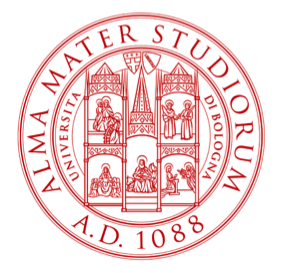 ALMA MATER STUDIORUM
A.D. 1088
UNIVERSITA
DI BOLOGNA